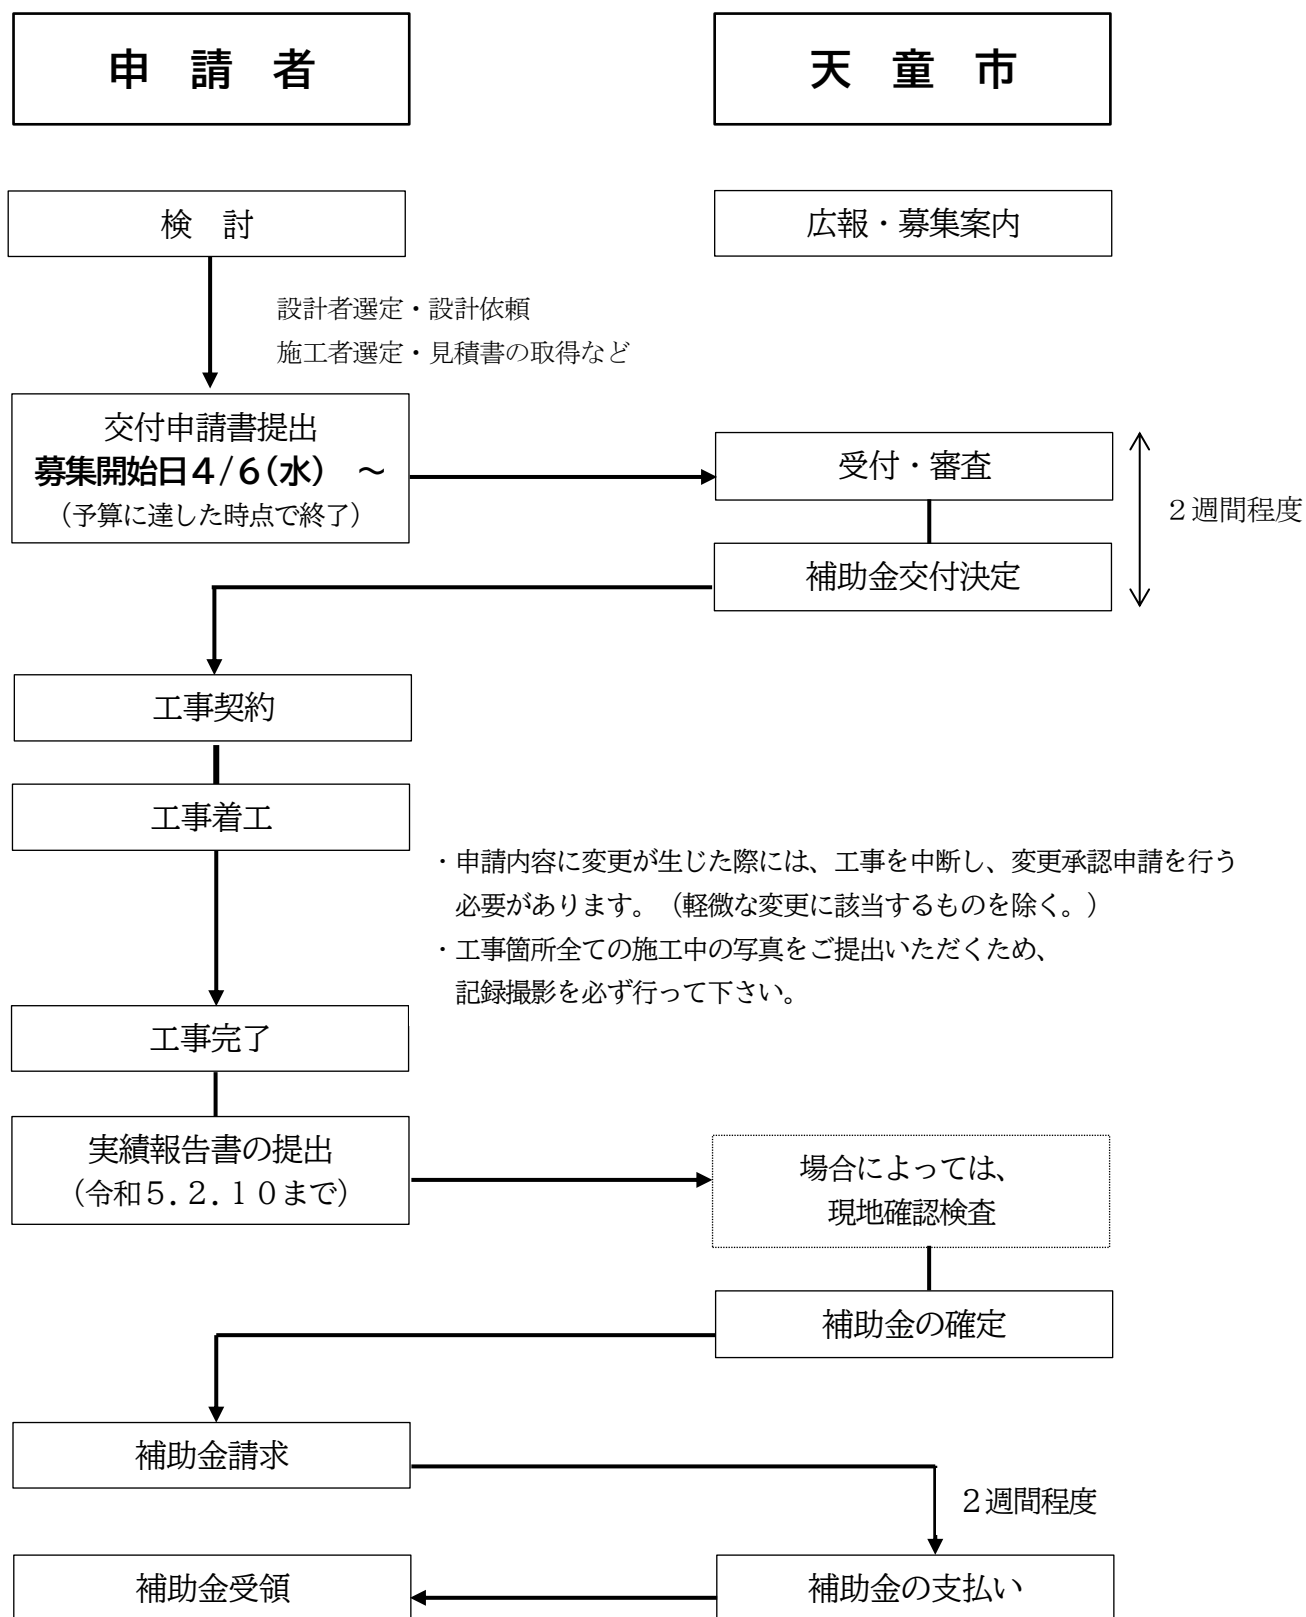 申 請 者
天 童 市
検 討
広報・募集案内
設計者選定・設計依頼
施工者選定・見積書の取得など
交付申請書提出
募集開始日4/6(水) ～
(予算に達した時点で終了)
受付・審査
2週間程度
補助金交付決定
工事契約
工事着工
・申請内容に変更が生じた際には、工事を中断し、変更承認申請を行う
必要があります。(軽微な変更に該当するものを除く。)
・工事箇所全ての施工中の写真をご提出いただくため、
記録撮影を必ず行って下さい。
工事完了
実績報告書の提出
(令和5.2.10まで)
場合によっては、
現地確認検査
補助金の確定
補助金請求
2週間程度
補助金受領
補助金の支払い